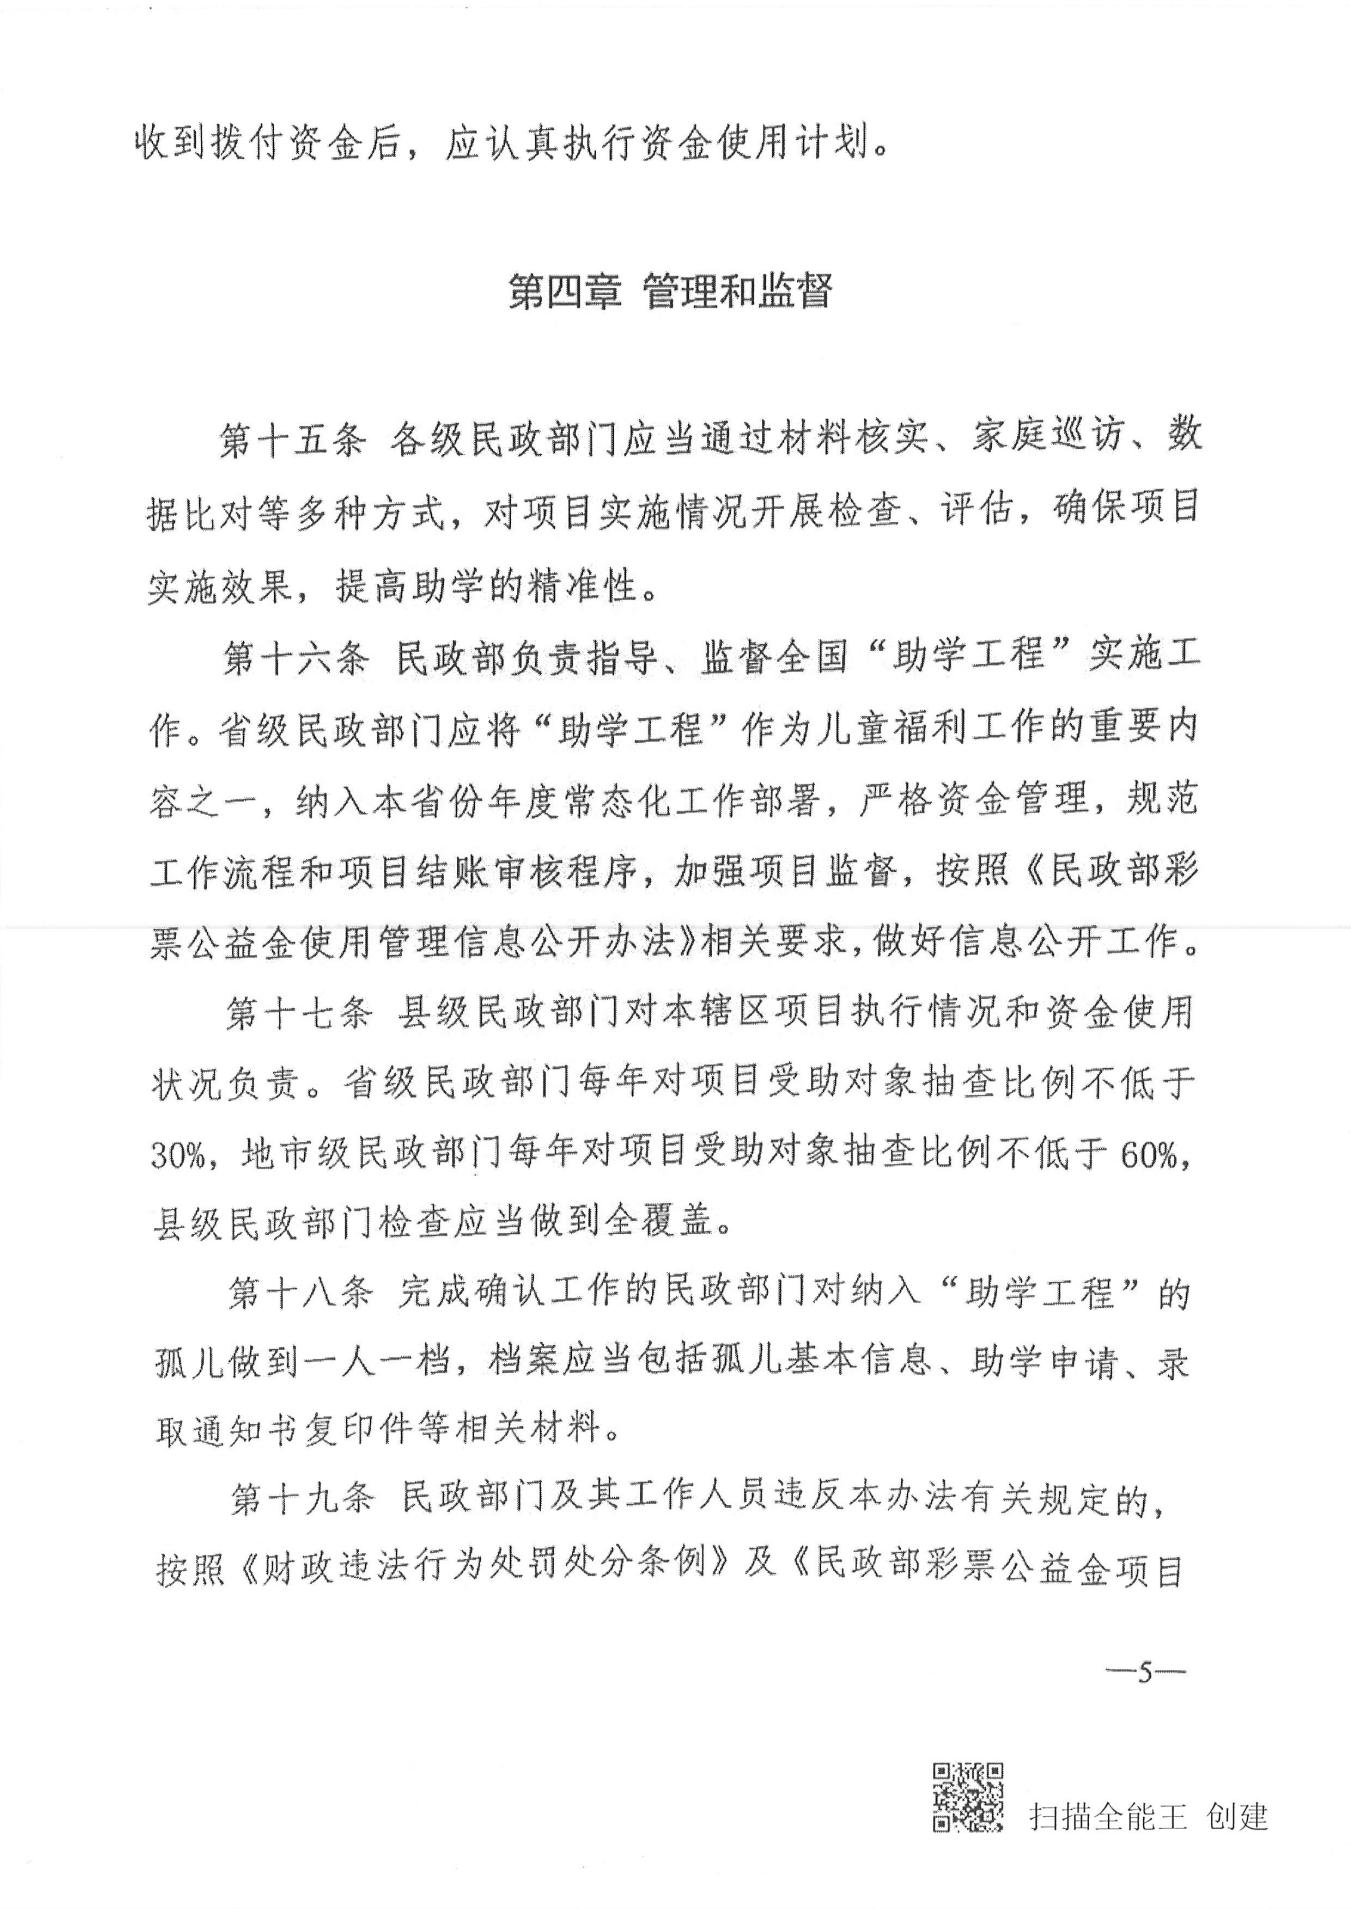 收到拨付资金后，应认真执行资金使用计划。
第四章 管理和监督
第十五条 各级民政部门应当通过材料核实、家庭巡访、数
据比对等多种方式，对项目实施情况开展检查、评估，确保项目
实施效果，提高助学的精准性。
第十六条 民政部负责指导、监督全国“助学工程”实施工
作。省级民政部门应将“助学工程”作为儿童福利工作的重要内
容之一，纳入本省份年度常态化工作部署，严格资金管理，规范
工作流程和项目结账审核程序，加强项目监督，按照《民政部彩
票公益金使用管理信息公开办法》相关要求，做好信息公开工作。
第十七条 县级民政部门对本辖区项目执行情况和资金使用
状况负责。省级民政部门每年对项目受助对象抽查比例不低于
30%，地市级民政部门每年对项目受助对象抽查比例不低于 60%，
县级民政部门检查应当做到全覆盖。
第十八条 完成确认工作的民政部门对纳入“助学工程”的
孤儿做到一人一档，档案应当包括孤儿基本信息、助学申请、录
取通知书复印件等相关材料。
第十九条 民政部门及其工作人员违反本办法有关规定的，
按照《财政违法行为处罚处分条例》及《民政部彩票公益金项目
—5—
扫描全能王 创建